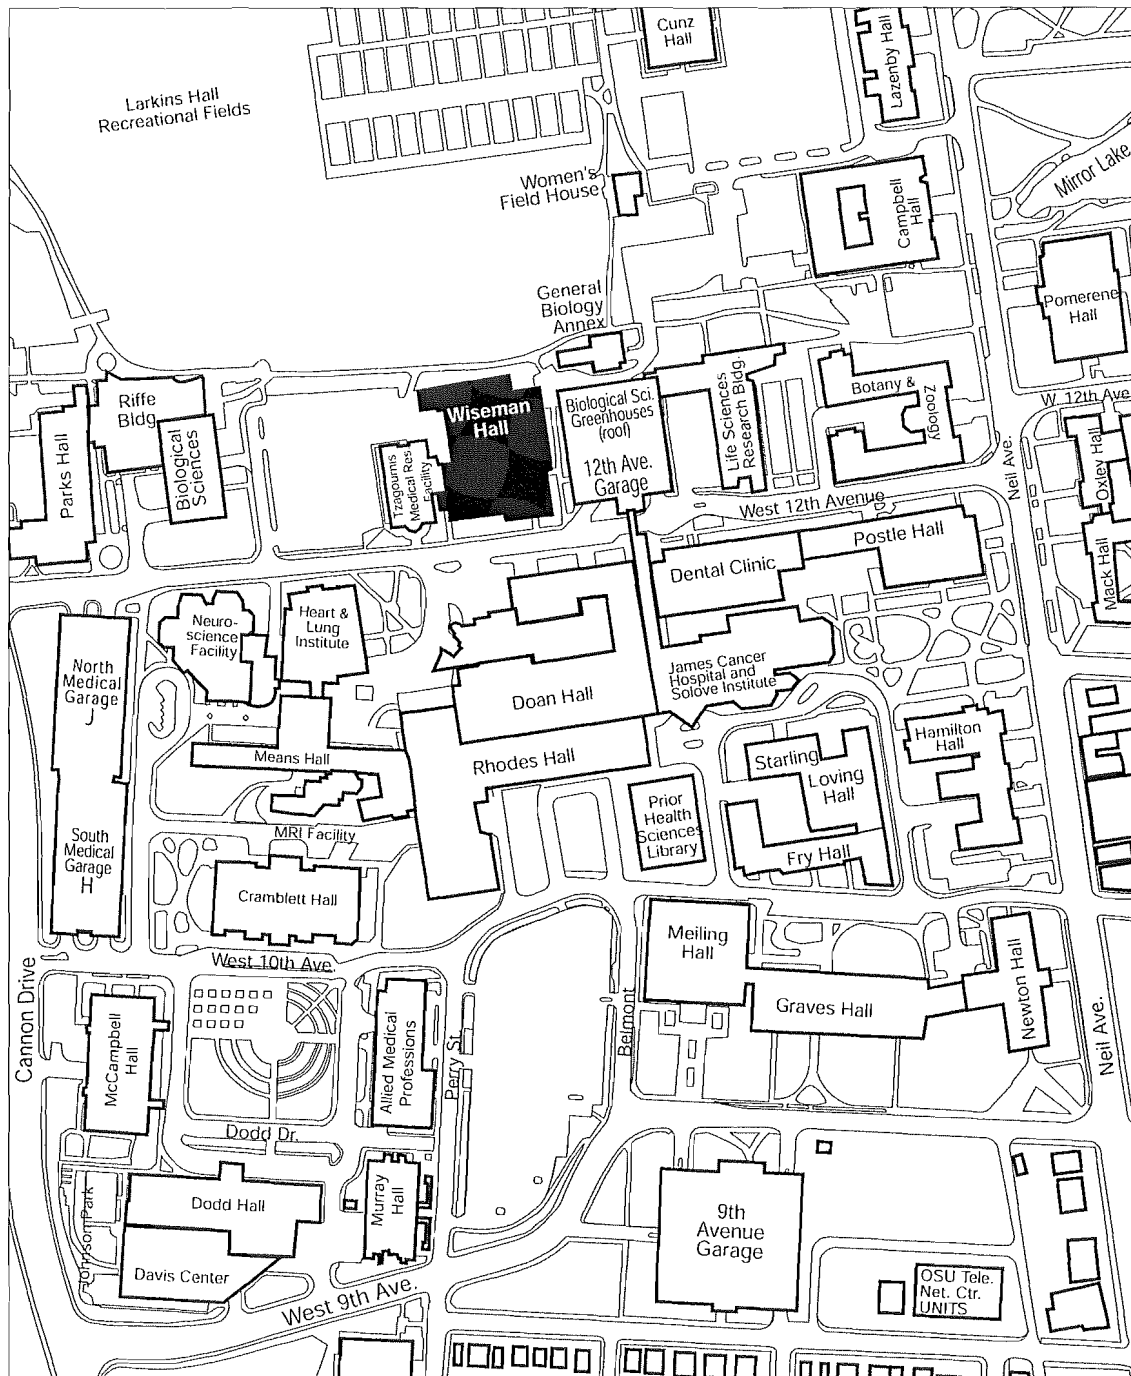 Cunz
Hall
Lazenby Hall
Larkins Hall
Recreational Fields
Women's
Field House
Campbell
Hall
Mirror Lake
General
Biology
Annex
Pomerene
Hall
Riffe
Bldg.
Biological
Sciences
Parks Hall
Wiseman
Hall
Tzagournis
Medical Res.
Facility
Biological Sci.
Greenhouses
(roof)
12th Ave.
Garage
Life Sciences
Research Bldg.
Botany &
Zoology
W. 12th Ave
Neil Ave.
Oxley Hall
Mack Hall
West 12th Avenue
Postle Hall
Dental Clinic
Neuro-
science
Facility
Heart &
Lung
Institute
North
Medical
Garage
J
Doan Hall
James Cancer
Hospital and
Solove Institute
Means Hall
Rhodes Hall
Hamilton
Hall
Starling
Loving
Hall
Prior
Health
Sciences
Library
Fry Hall
MRI Facility
South
Medical
Garage
H
Cramblett Hall
West 10th Ave.
Meiling
Hall
Graves Hall
Newton Hall
Neil Ave.
Cannon Drive
McCampbell
Hall
Allied Medical
Professions
Perry St.
Belmont
Dodd Dr.
Johnson Park
Dodd Hall
Davis Center
Murray
Hall
West 9th Ave.
9th
Avenue
Garage
OSU Tele.
Net. Ctr.
UNITS